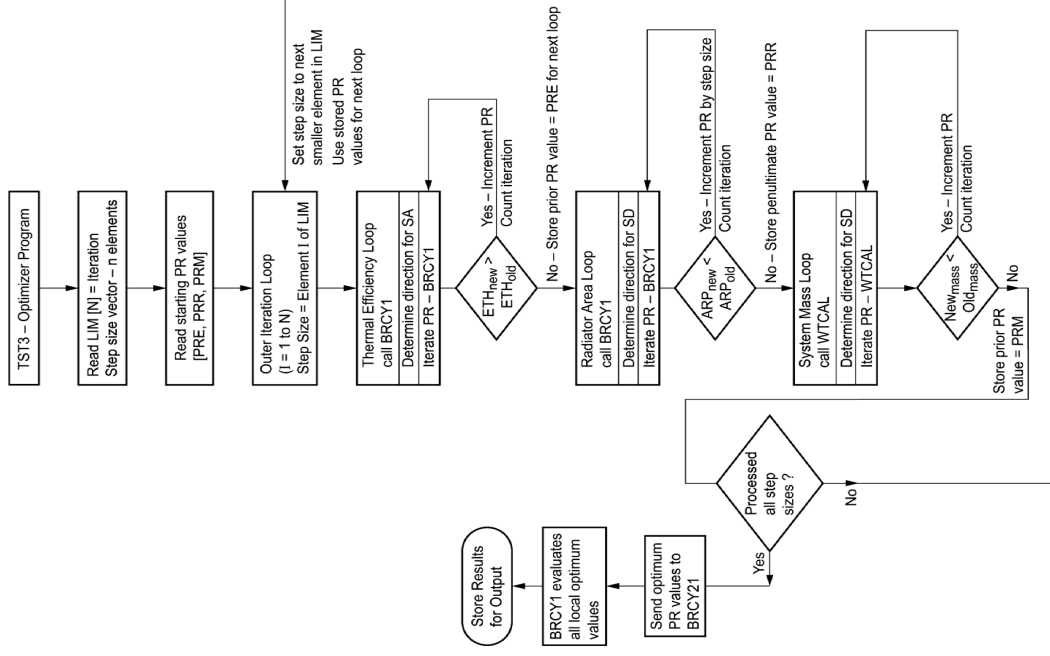 TST3 – Optimizer Program
Read LIM [N] = Iteration
Step size vector – n elements
Read starting PR values
[PRE, PRR, PRM]
Outer Iteration Loop
(I = 1 to N)
Step Size = Element I of LIM
Set step size to next
smaller element in LIM
Use stored PR
values for next loop
Thermal Efficiency Loop
call BRCY1
Determine direction for SA
Iterate PR – BRCY1
ETHnew >
ETHold
Yes – Increment PR
Count iteration
No – Store prior PR value = PRE for next loop
Radiator Area Loop
call BRCY1
Determine direction for SD
Iterate PR – BRCY1
ARPnew <
ARPold
Yes – Increment PR by step size
Count iteration
No – Store penultimate PR value = PRR
System Mass Loop
call WTCAL
Determine direction for SD
Iterate PR – WTCAL
Newmass <
Oldmass
Yes – Increment PR
Count iteration
No
Store prior PR
value = PRM
Processed
all step
sizes ?
No
Yes
Send optimum
PR values to
BRCY21
BRCY1 evaluates
all local optimum
values
Store Results
for Output